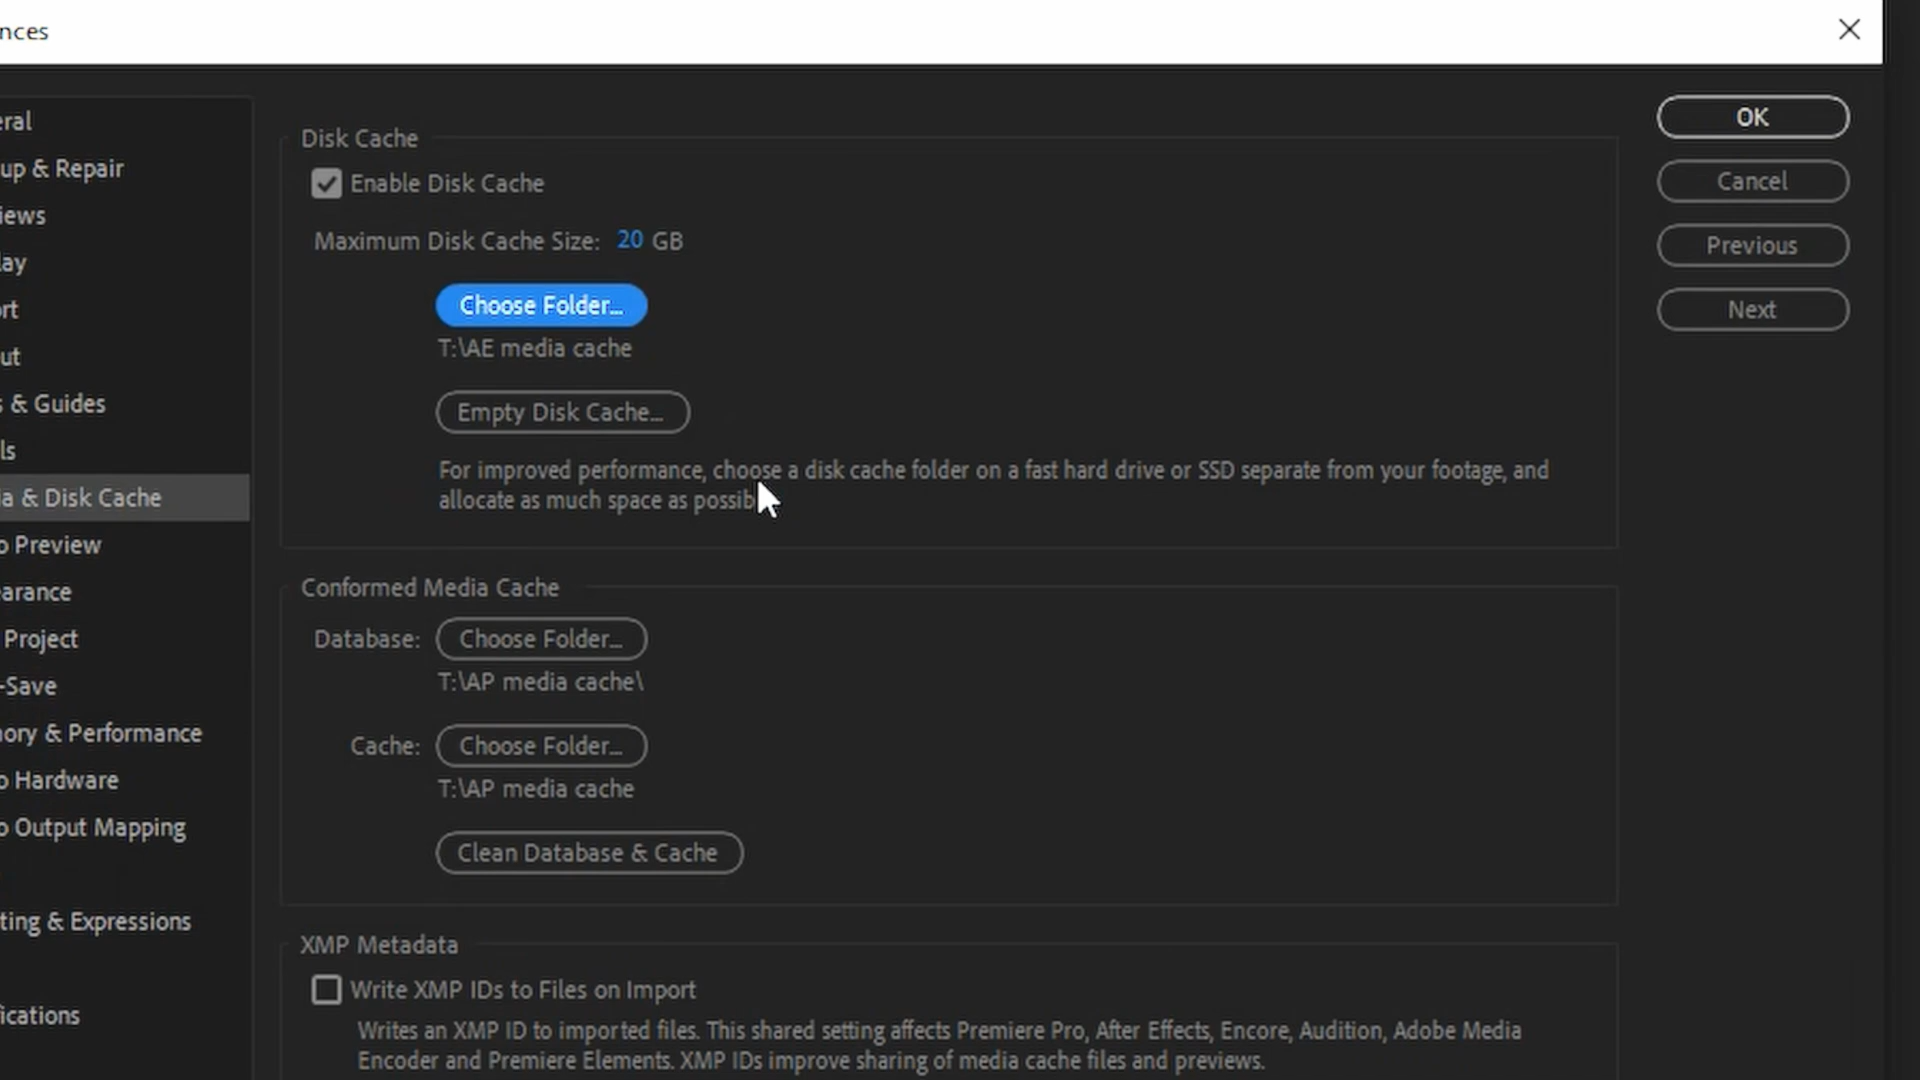 nces
eral
up & Repair
iews
lay
rt
ut
s & Guides
ls
a & Disk Cache
o Preview
earance
Project
-Save
ory & Performance
o Hardware
o Output Mapping
ting & Expressions
fications
Disk Cache
Enable Disk Cache
Maximum Disk Cache Size: 20 GB
Choose Folder...
T:\AE media cache
Empty Disk Cache...
For improved performance, choose a disk cache folder on a fast hard drive or SSD separate from your footage, and
allocate as much space as possib
Conformed Media Cache
Database: Choose Folder...
T:\AP media cache\
Cache: Choose Folder...
T:\AP media cache
Clean Database & Cache
XMP Metadata
Write XMP IDs to Files on Import
Writes an XMP ID to imported files. This shared setting affects Premiere Pro, After Effects, Encore, Audition, Adobe Media
Encoder and Premiere Elements. XMP IDs improve sharing of media cache files and previews.
OK
Cancel
Previous
Next